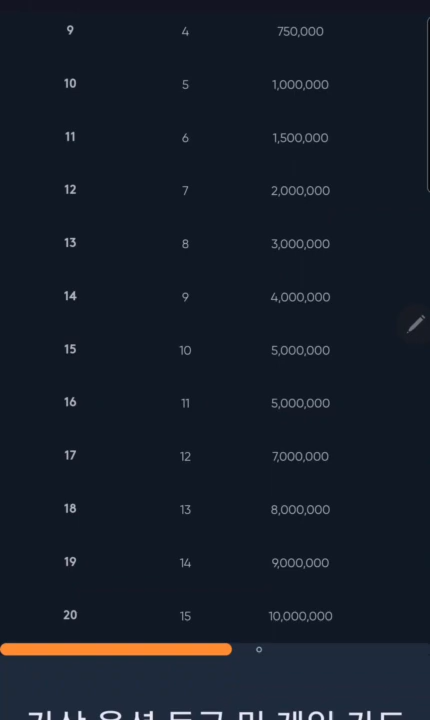 9 4 750,000
10 5 1,000,000
11 6 1,500,000
12 7 2,000,000
13 8 3,000,000
14 9 4,000,000
15 10 5,000,000
16 11 5,000,000
17 12 7,000,000
18 13 8,000,000
19 14 9,000,000
20 15 10,000,000